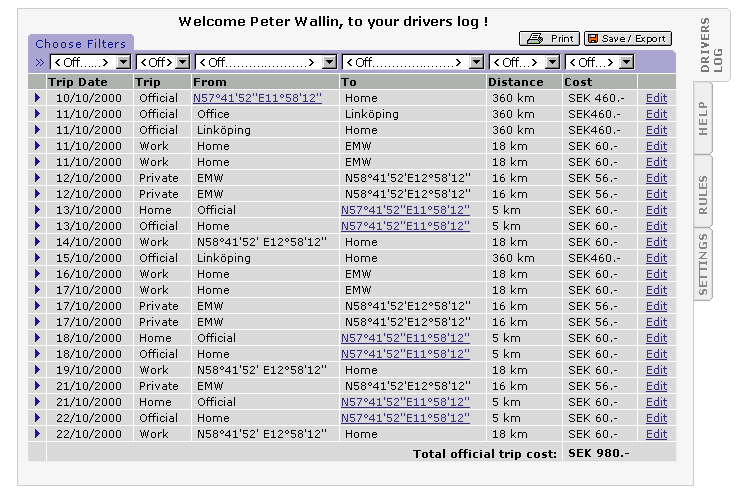 Welcome Peter Wallin, to your drivers log !
Print Save / Export
Choose Filters
» < Off.....> < Off> < Off....................> < Off.....................> < Off...> < Off...>
Trip Date Trip From To Distance Cost
10/10/2000 Official N57°41'52"E11°58'12" Home 360 km SEK 460.- Edit
11/10/2000 Official Office Linköping 360 km SEK460.- Edit
11/10/2000 Official Linköping Home 360 km SEK460.- Edit
11/10/2000 Work Home EMW 18 km SEK 60.- Edit
11/10/2000 Work Home EMW 18 km SEK 60.- Edit
12/10/2000 Private EMW N58°41'52'E12°58'12" 16 km SEK 56.- Edit
12/10/2000 Private EMW N58°41'52'E12°58'12" 16 km SEK 56.- Edit
13/10/2000 Home Official N57°41'52"E11°58'12" 5 km SEK 60.- Edit
13/10/2000 Official Home N57°41'52"E11°58'12" 5 km SEK 60.- Edit
14/10/2000 Work N58°41'52' E12°58'12" Home 18 km SEK 60.- Edit
15/10/2000 Official Linköping Home 360 km SEK460.- Edit
16/10/2000 Work Home EMW 18 km SEK 60.- Edit
17/10/2000 Work Home EMW 18 km SEK 60.- Edit
17/10/2000 Private EMW N58°41'52'E12°58'12" 16 km SEK 56.- Edit
17/10/2000 Private EMW N58°41'52'E12°58'12" 16 km SEK 56.- Edit
18/10/2000 Home Official N57°41'52"E11°58'12" 5 km SEK 60.- Edit
18/10/2000 Official Home N57°41'52"E11°58'12" 5 km SEK 60.- Edit
19/10/2000 Work N58°41'52' E12°58'12" Home 18 km SEK 60.- Edit
21/10/2000 Private EMW N58°41'52'E12°58'12" 16 km SEK 56.- Edit
21/10/2000 Home Official N57°41'52"E11°58'12" 5 km SEK 60.- Edit
22/10/2000 Official Home N57°41'52"E11°58'12" 5 km SEK 60.- Edit
22/10/2000 Work N58°41'52' E12°58'12" Home 18 km SEK 60.- Edit
Total official trip cost: SEK 980.-
DRIVERS
LOG
HELP
RULES
SETTINGS